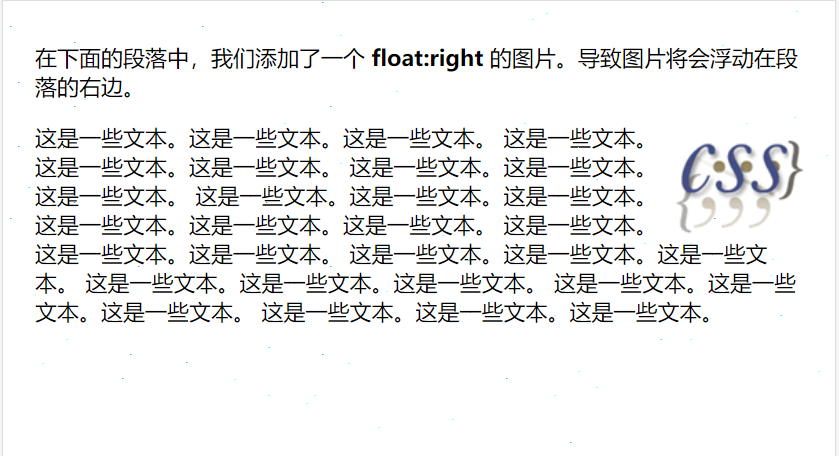 在下面的段落中，我们添加了一个 float:right 的图片。导致图片将会浮动在段
落的右边。
这是一些文本。这是一些文本。这是一些文本。 这是一些文本。
这是一些文本。这是一些文本。 这是一些文本。这是一些文本。
这是一些文本。 这是一些文本。这是一些文本。这是一些文本。
这是一些文本。这是一些文本。这是一些文本。 这是一些文本。
这是一些文本。这是一些文本。 这是一些文本。这是一些文本。这是一些文
本。 这是一些文本。这是一些文本。这是一些文本。 这是一些文本。这是一些
文本。这是一些文本。 这是一些文本。这是一些文本。这是一些文本。
CSS}
{;;;